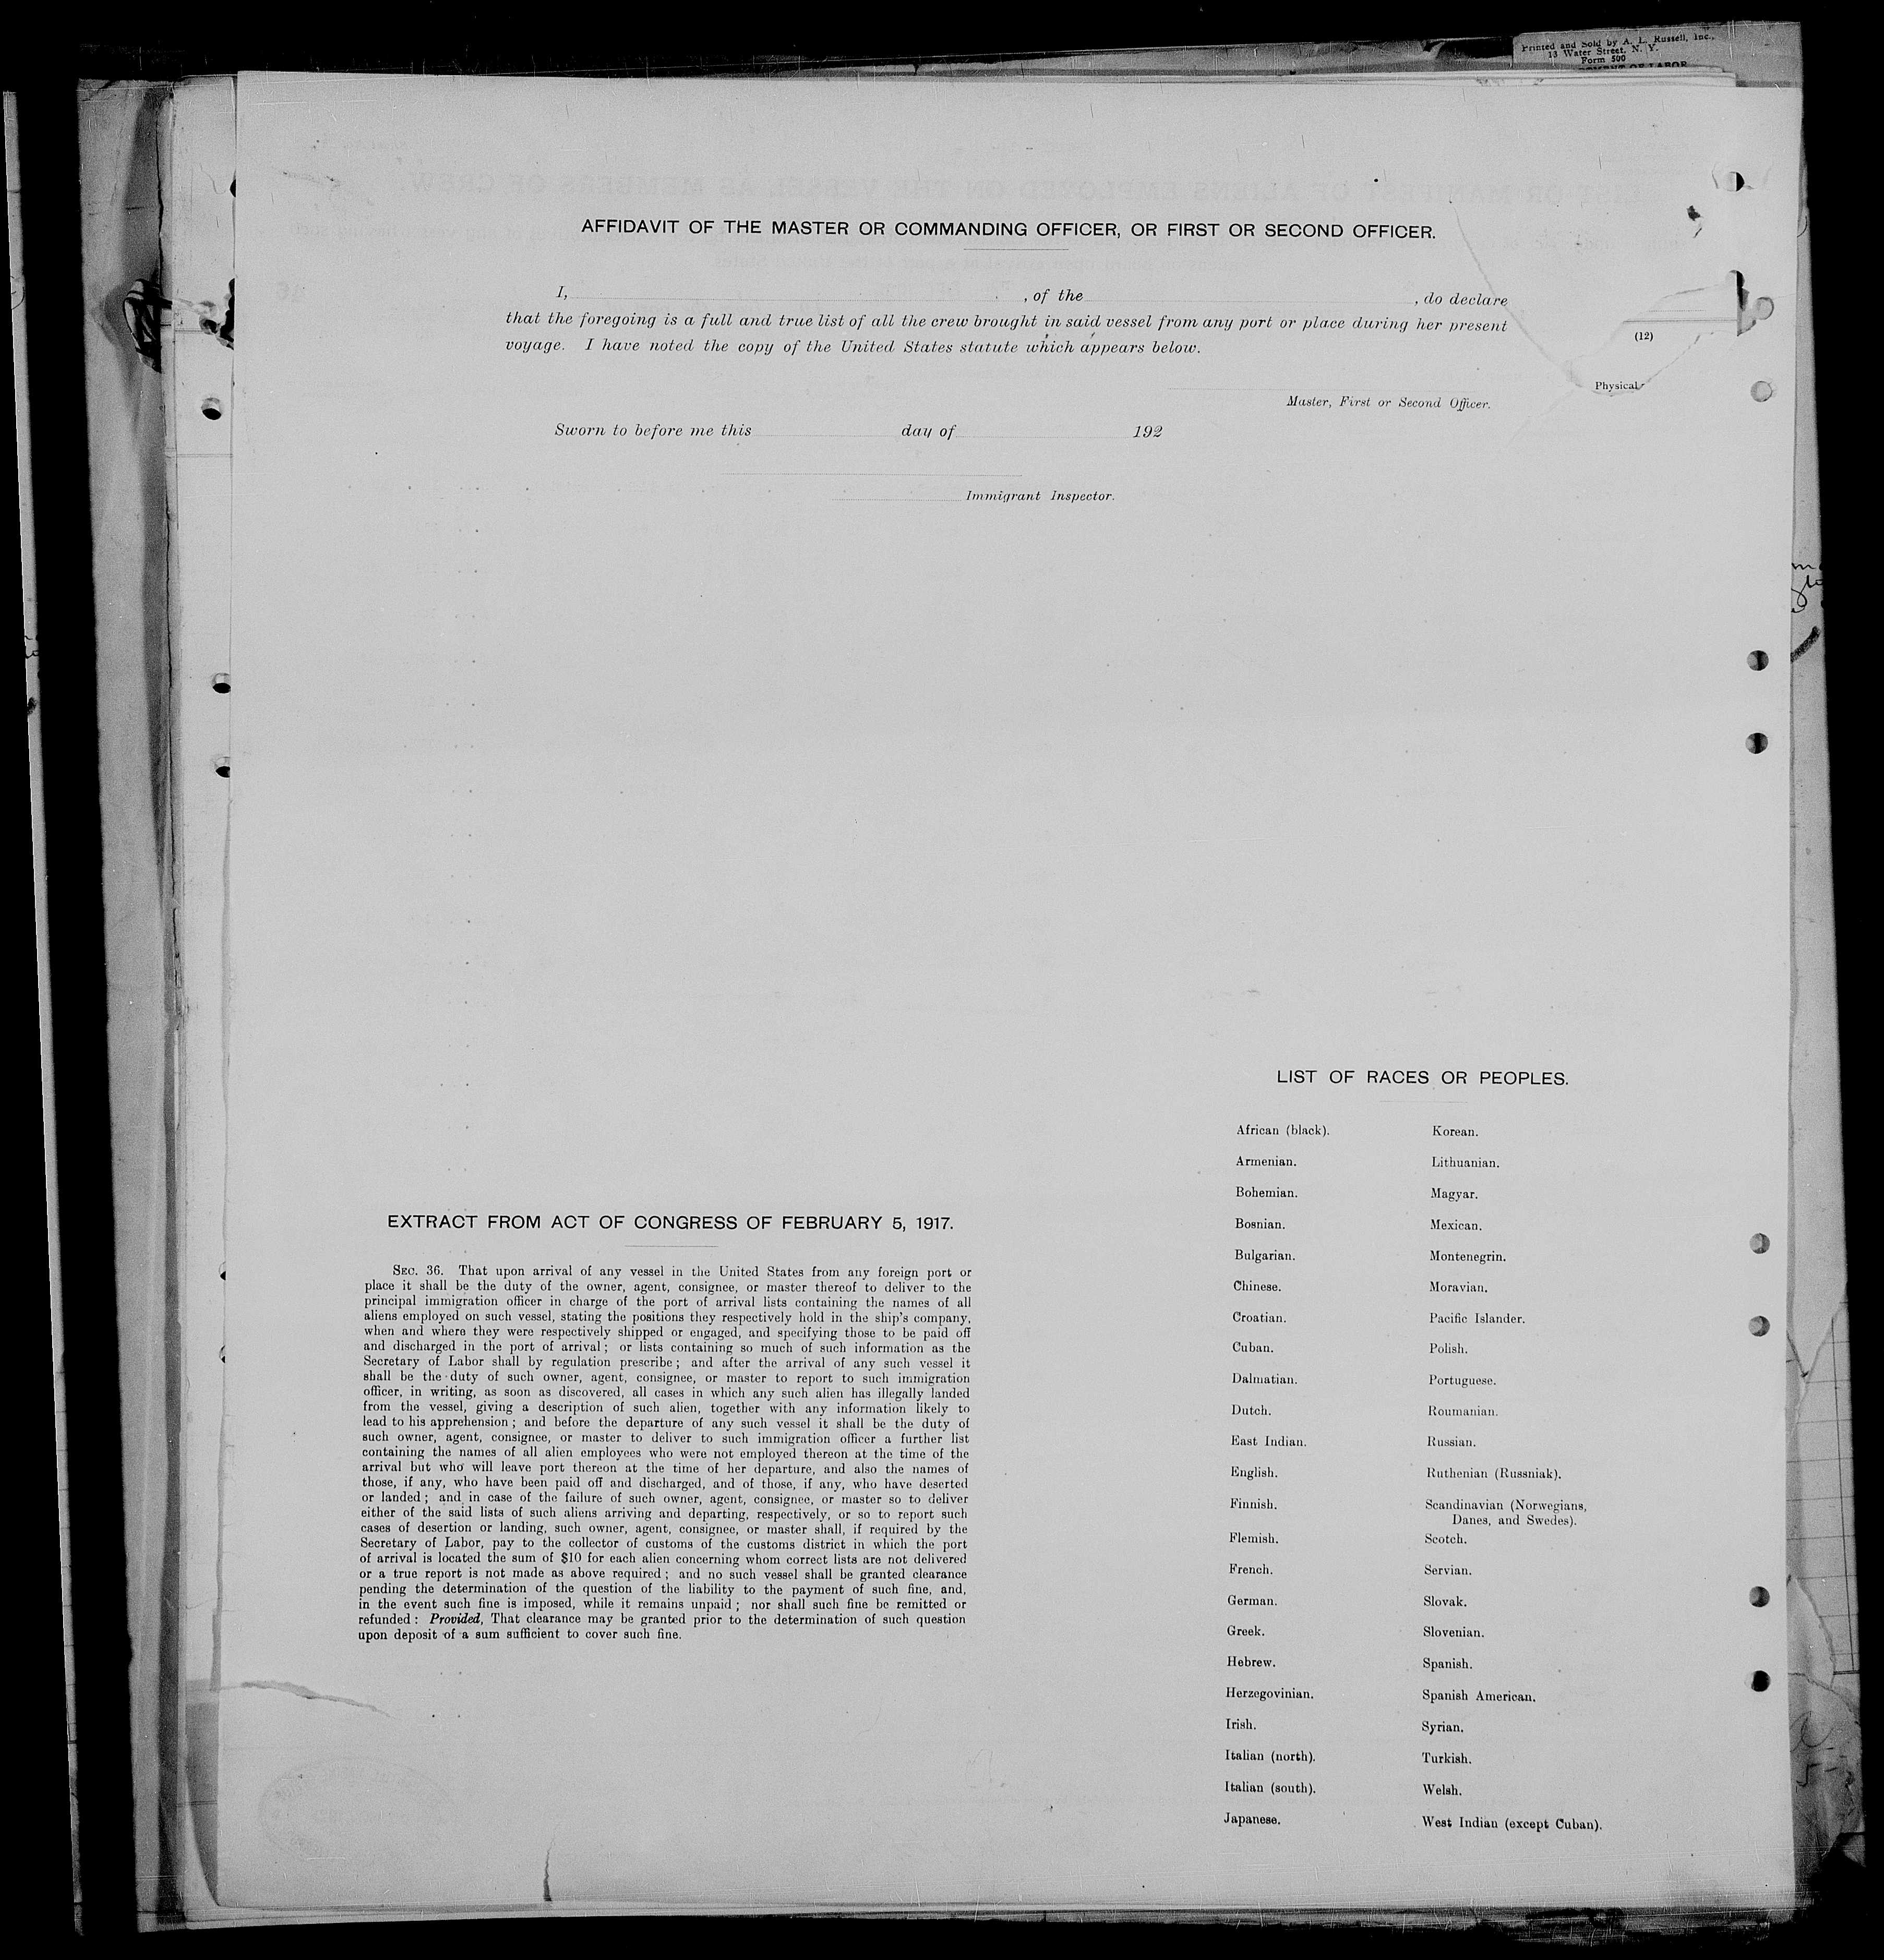 Printed and Sold by A. L. Russell, Inc.,
13 Water Street, N. Y.
Form 500
AFFIDAVIT OF THE MASTER OR COMMANDING OFFICER, OR FIRST OR SECOND OFFICER.
I, , of the , do declare
that the foregoing is a full and true list of all the crew brought in said vessel from any port or place during her present
voyage. I have noted the copy of the United States statute which appears below.
(12)
Physical
Master, First or Second Officer.
Sworn to before me this day of 192
Immigrant Inspector.
EXTRACT FROM ACT OF CONGRESS OF FEBRUARY 5, 1917.
SEC. 36. That upon arrival of any vessel in the United States from any foreign port or
place it shall be the duty of the owner, agent, consignee, or master thereof to deliver to the
principal immigration officer in charge of the port of arrival lists containing the names of all
aliens employed on such vessel, stating the positions they respectively hold in the ship's company,
when and where they were respectively shipped or engaged, and specifying those to be paid off
and discharged in the port of arrival; or lists containing so much of such information as the
Secretary of Labor shall by regulation prescribe; and after the arrival of any such vessel it
shall be the duty of such owner, agent, consignee, or master to report to such immigration
officer, in writing, as soon as discovered, all cases in which any such alien has illegally landed
from the vessel, giving a description of such alien, together with any information likely to
lead to his apprehension; and before the departure of any such vessel it shall be the duty of
such owner, agent, consignee, or master to deliver to such immigration officer a further list
containing the names of all alien employees who were not employed thereon at the time of the
arrival but who will leave port thereon at the time of her departure, and also the names of
those, if any, who have been paid off and discharged, and of those, if any, who have deserted
or landed; and in case of the failure of such owner, agent, consignee, or master so to deliver
either of the said lists of such aliens arriving and departing, respectively, or so to report such
cases of desertion or landing, such owner, agent, consignee, or master shall, if required by the
Secretary of Labor, pay to the collector of customs of the customs district in which the port
of arrival is located the sum of $10 for each alien concerning whom correct lists are not delivered
or a true report is not made as above required; and no such vessel shall be granted clearance
pending the determination of the question of the liability to the payment of such fine, and,
in the event such fine is imposed, while it remains unpaid; nor shall such fine be remitted or
refunded: Provided, That clearance may be granted prior to the determination of such question
upon deposit of a sum sufficient to cover such fine.
LIST OF RACES OR PEOPLES.
African (black).
Armenian.
Bohemian.
Bosnian.
Bulgarian.
Chinese.
Croatian.
Cuban.
Dalmatian.
Dutch.
East Indian.
English.
Finnish.
Flemish.
French.
German.
Greek.
Hebrew.
Herzegovinian.
Irish.
Italian (north).
Italian (south).
Japanese.
Korean.
Lithuanian.
Magyar.
Mexican.
Montenegrin.
Moravian.
Pacific Islander.
Polish.
Portuguese.
Roumanian.
Russian.
Ruthenian (Russniak).
Scandinavian (Norwegians,
Danes, and Swedes).
Scotch.
Servian.
Slovak.
Slovenian.
Spanish.
Spanish American.
Syrian.
Turkish.
Welsh.
West Indian (except Cuban).